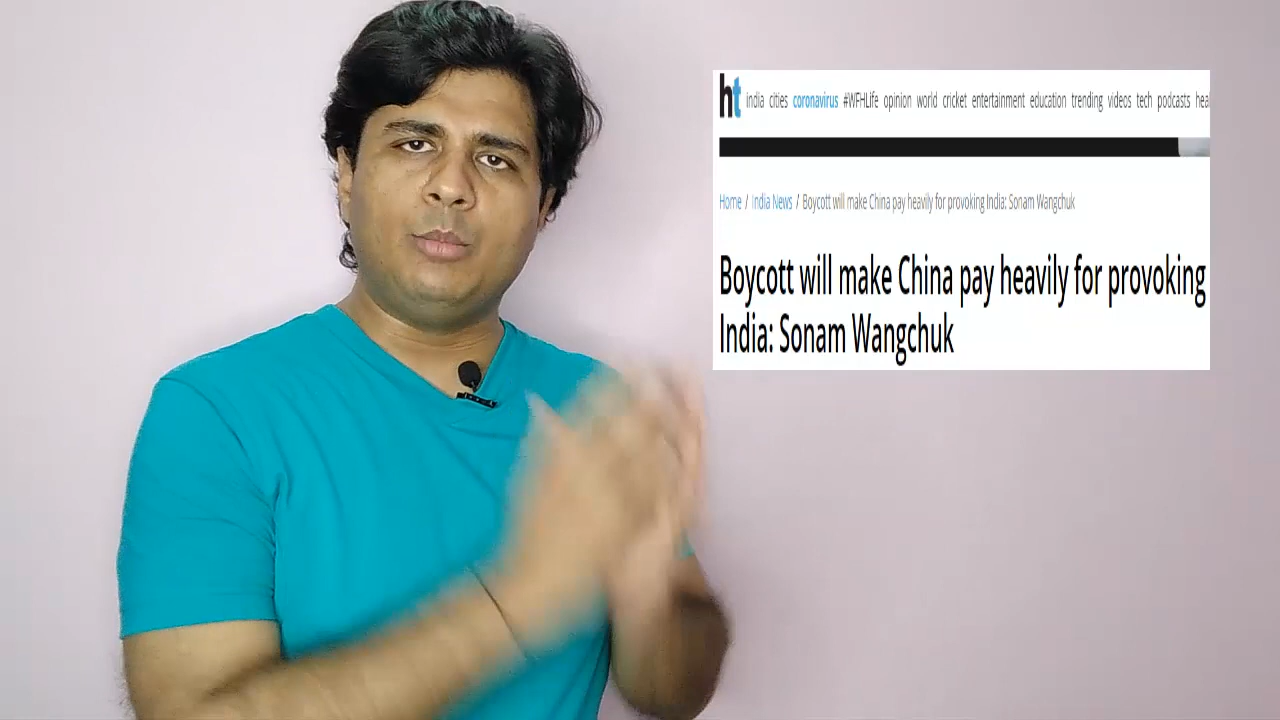 ht india cities coronavirus #WFHLife opinion world cricket entertainment education trending videos tech podcasts hea
Home / India News / Boycott will make China pay heavily for provoking India: Sonam Wangchuk
Boycott will make China pay heavily for provoking
India: Sonam Wangchuk